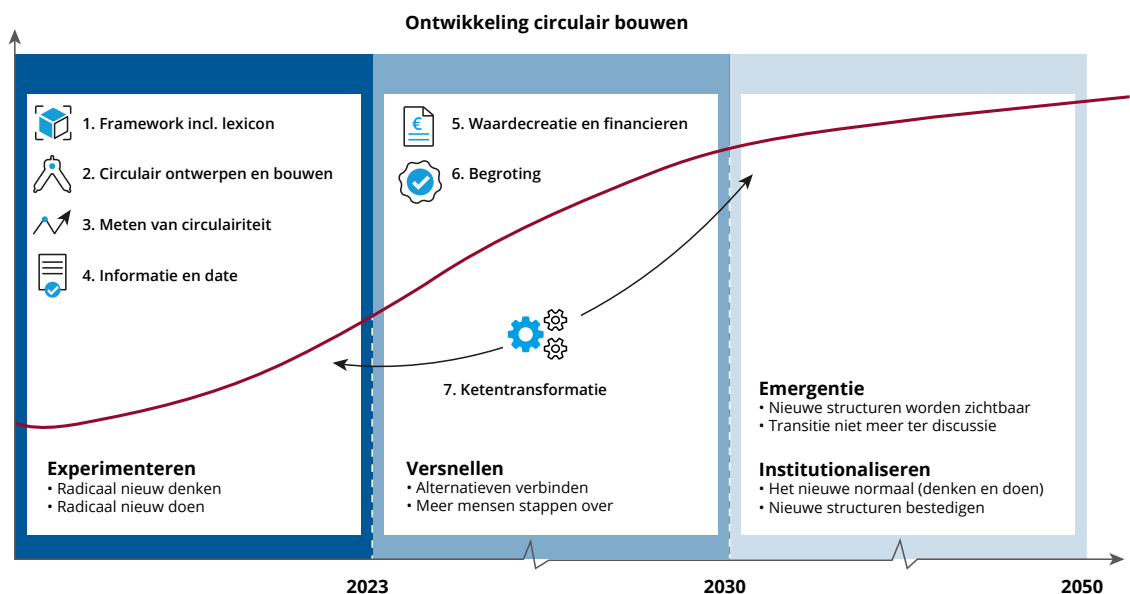 Ontwikkeling circulair bouwen
1. Framework incl. lexicon
2. Circulair ontwerpen en bouwen
3. Meten van circulairiteit
4. Informatie en date
Experimenteren
• Radicaal nieuw denken
• Radicaal nieuw doen
5. Waardecreatie en financieren
6. Begroting
7. Ketentransformatie
Versnellen
• Alternatieven verbinden
• Meer mensen stappen over
Emergentie
• Nieuwe structuren worden zichtbaar
• Transitie niet meer ter discussie
Institutionaliseren
• Het nieuwe normaal (denken en doen)
• Nieuwe structuren bestedigen
2023
2030
2050